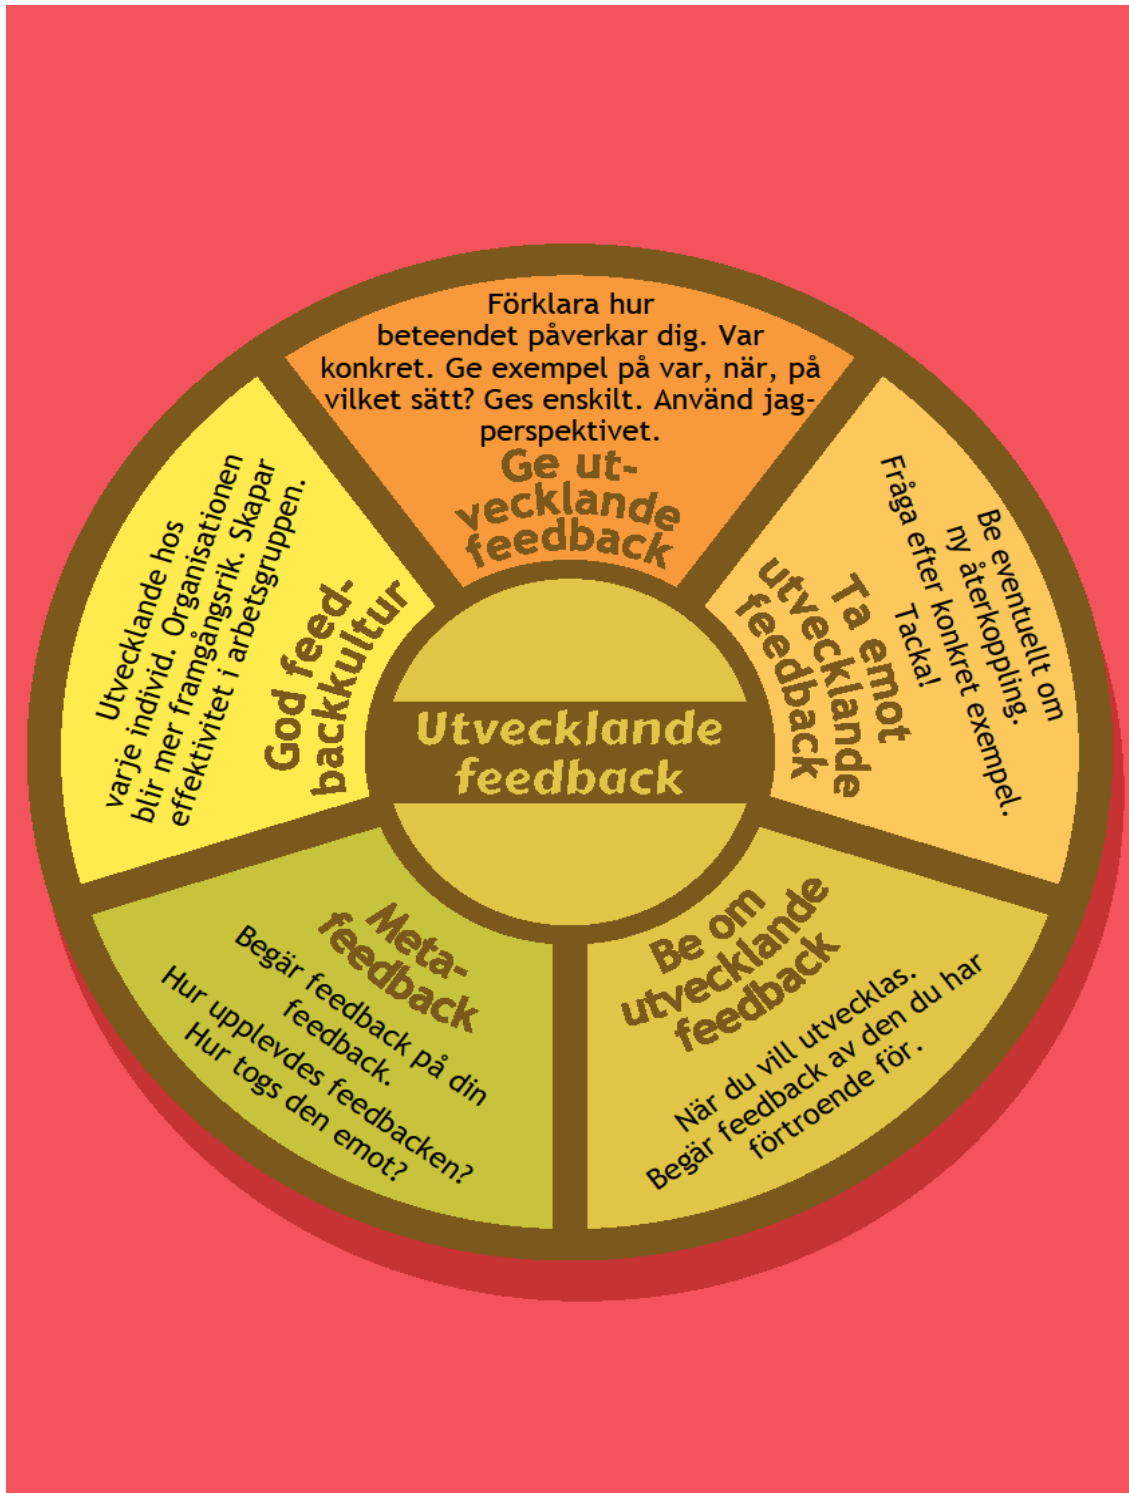 Förklara hur
beteendet påverkar dig. Var
konkret. Ge exempel på var, när, på
vilket sätt? Ges enskilt. Använd jag-
perspektivet.
Ge ut-
vecklande
feedback
Be eventuellt om
ny återkoppling.
Fråga efter konkret exempel.
Tacka!
Ta emot
utvecklande
feedback
Be om
utvecklande
feedback
När du vill utvecklas.
Begär feedback av den du har
förtroende för.
Meta-
feedback
Begär feedback på din
feedback.
Hur upplevdes feedbacken?
Hur togs den emot?
Utvecklande hos
varje individ. Organisationen
blir mer framgångsrik. Skapar
effektivitet i arbetsgruppen.
God feed-
backkultur
Utvecklande
feedback